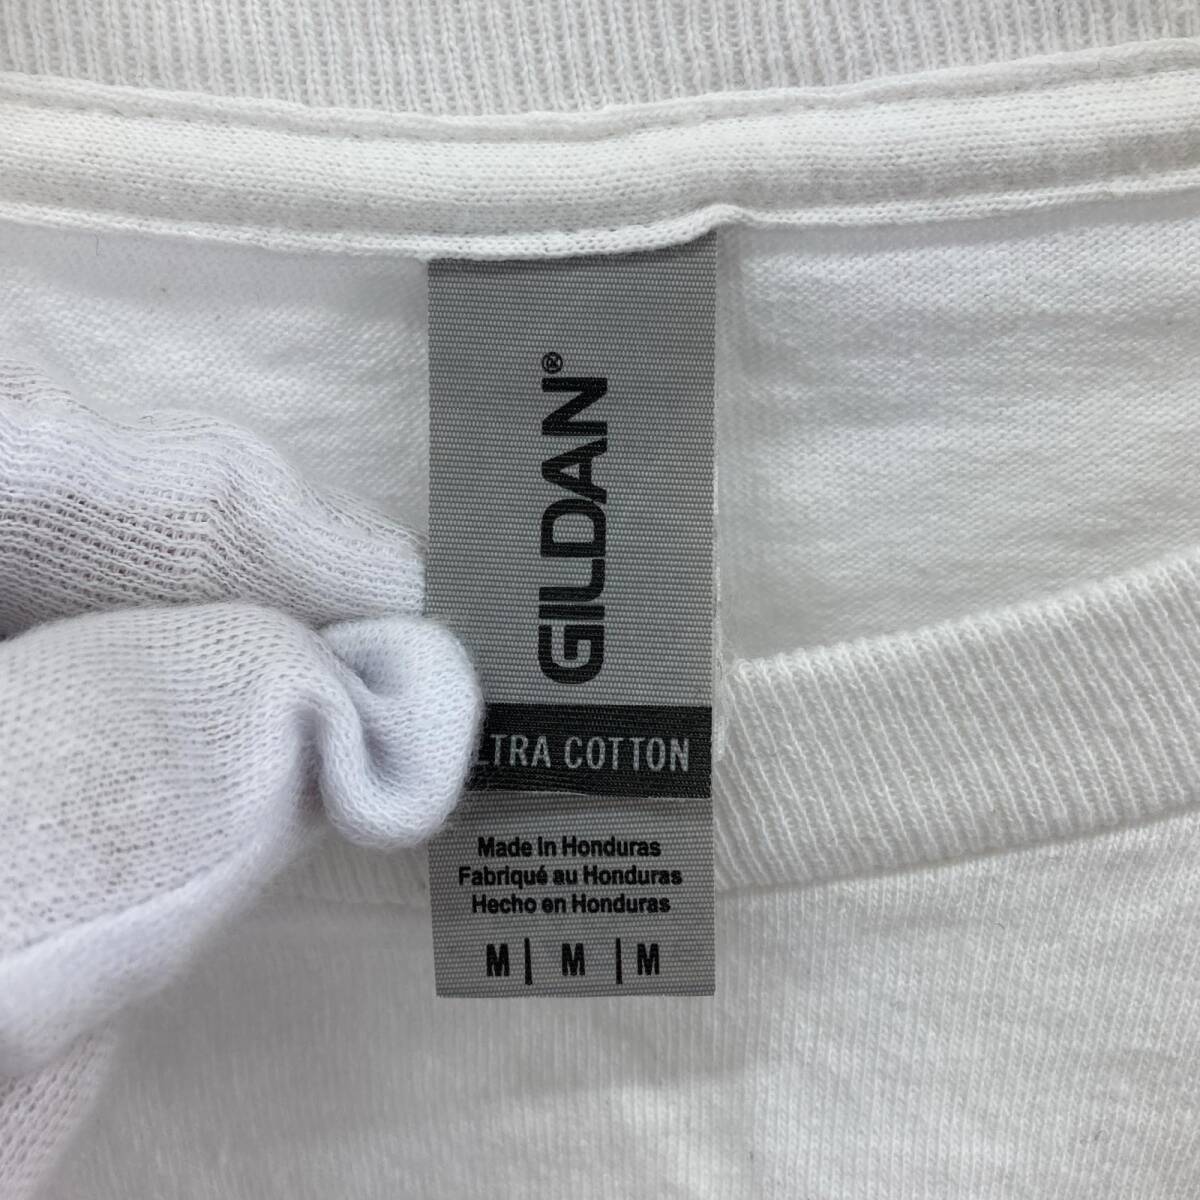 GILDAN®
LTRA COTTON
Made In Honduras
Fabriqué au Honduras
Hecho en Honduras
M | M | M